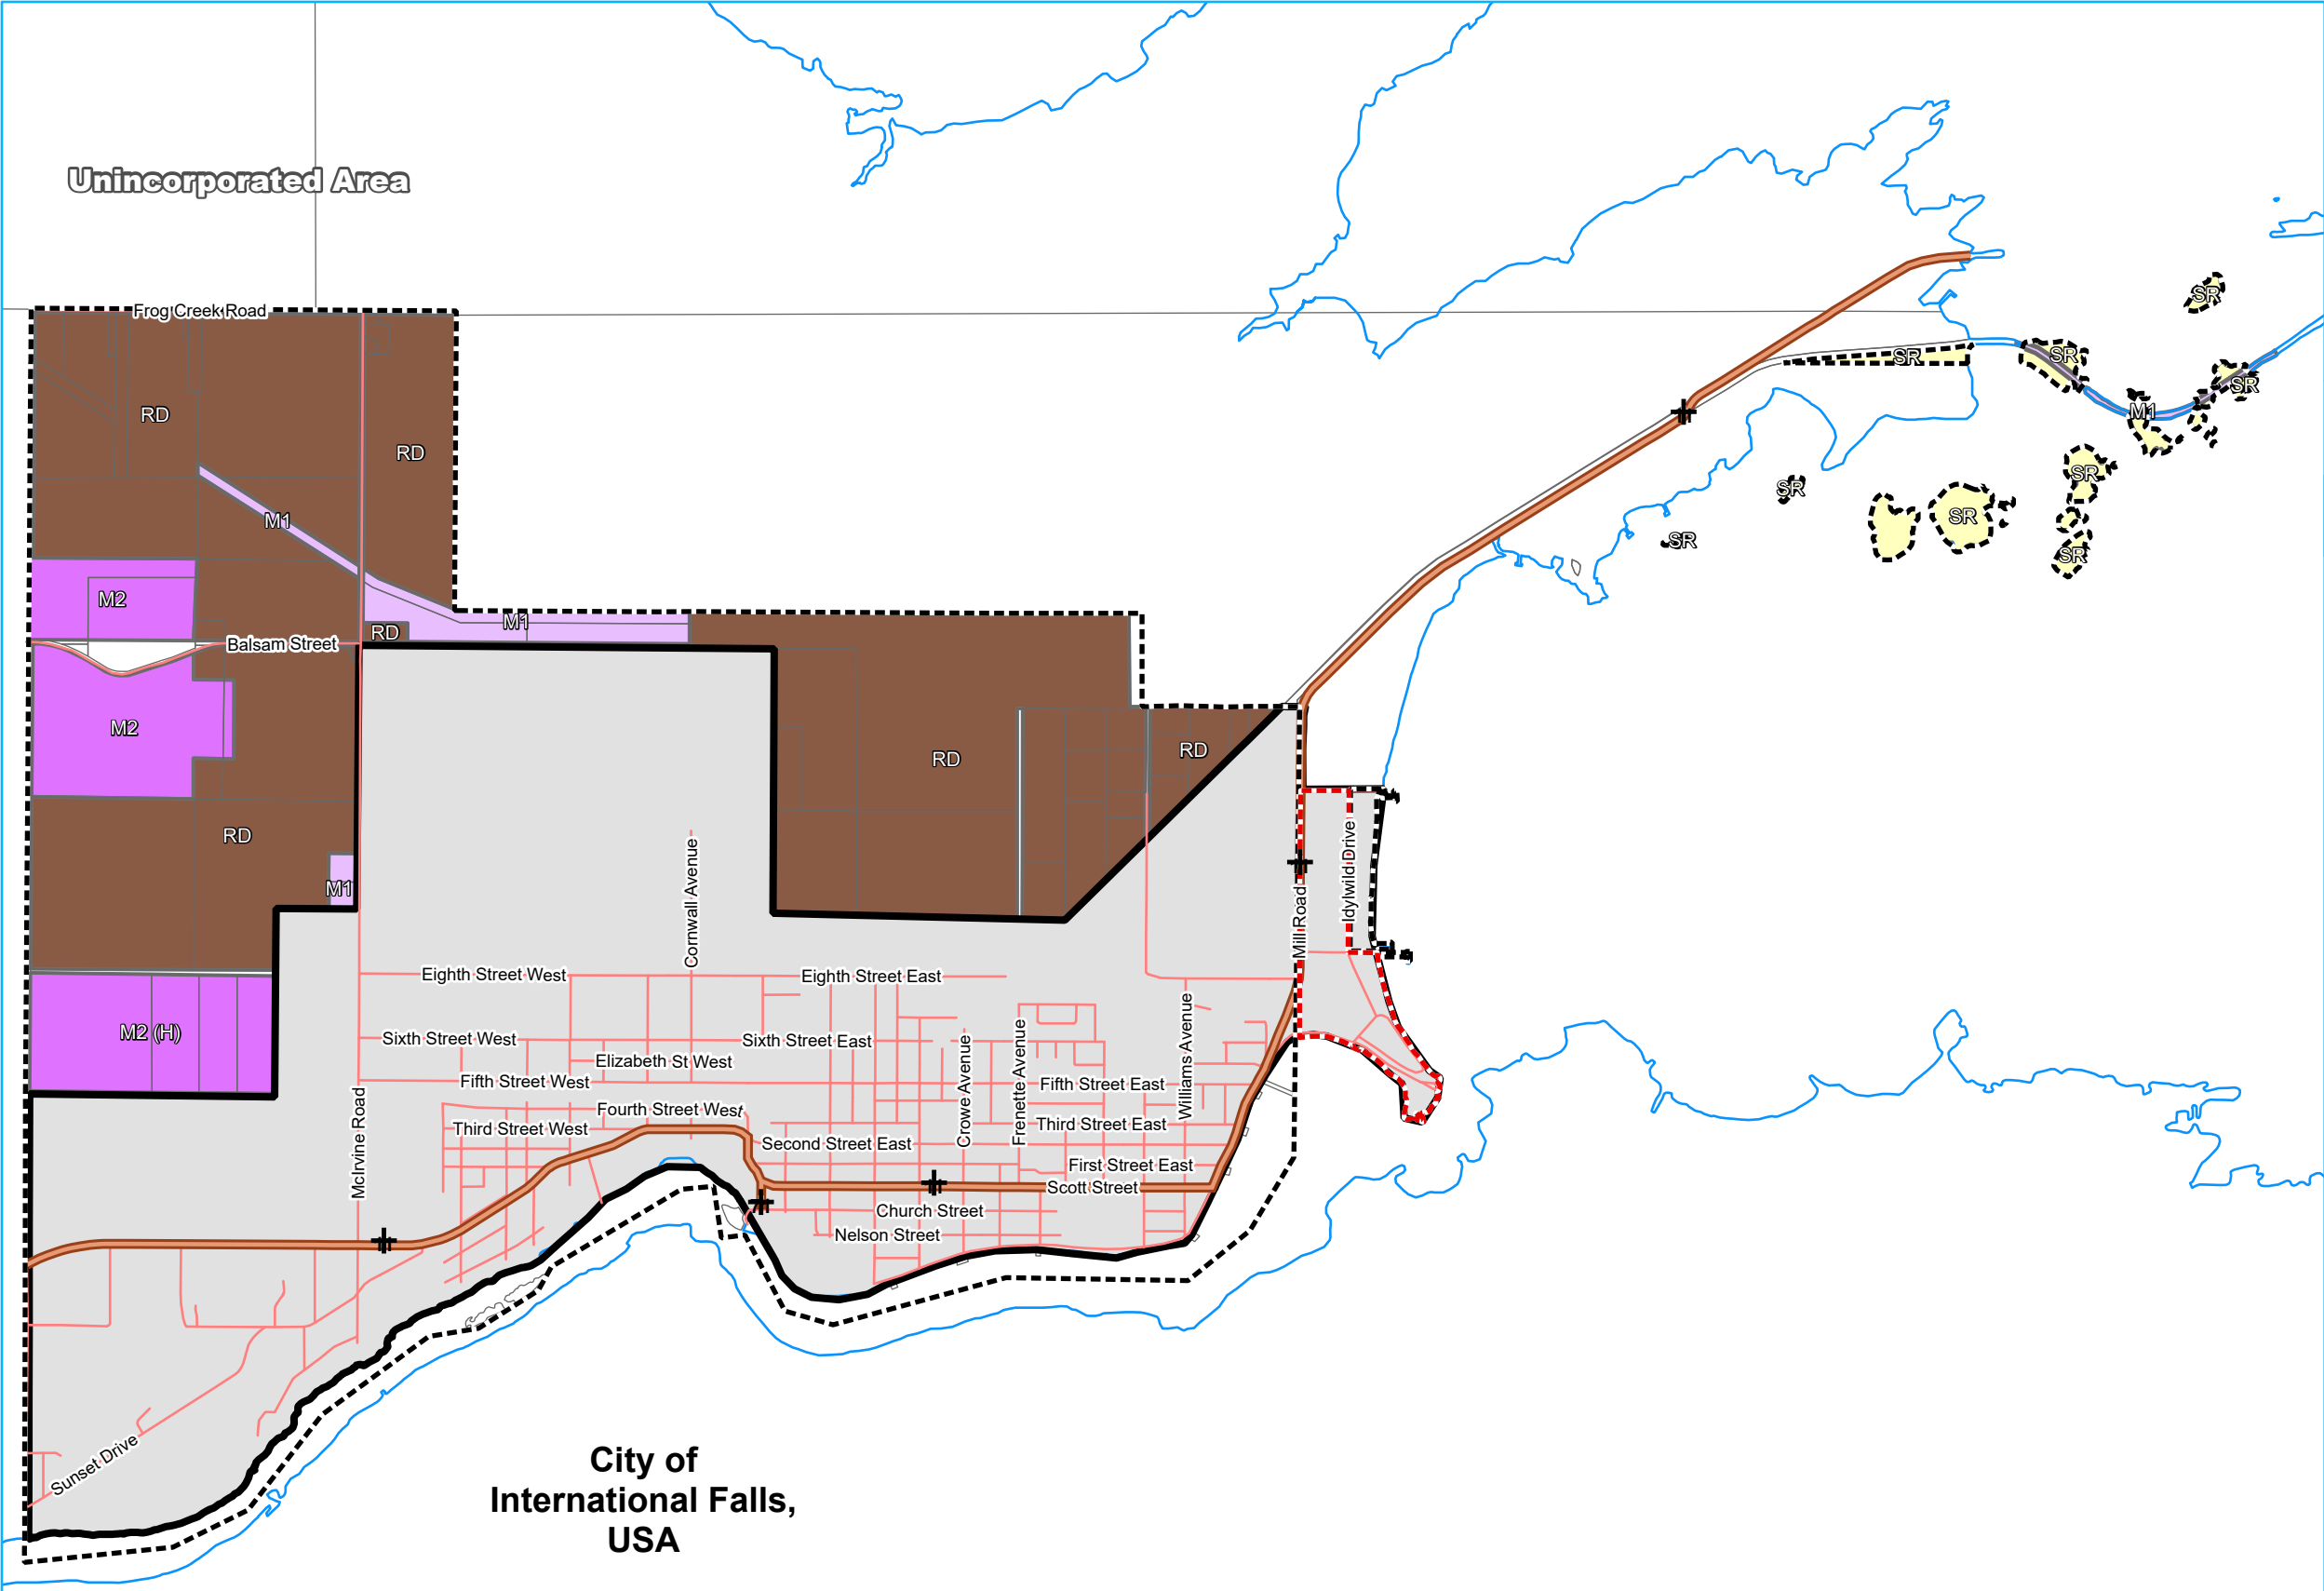 Unincorporated Area
Frog Creek Road
SR
SR
SR
SR
RD
M1
RD
SR
SR
SR
SR
M1
SR
SR
M2
M1
RD
Balsam Street
M2
RD
RD
RD
Idylwild Drive
M1
Cornwall Avenue
Mill Road
Eighth Street West
Eighth Street East
M2 (H)
Sixth Street West
Sixth Street East
Williams Avenue
Elizabeth St West
Crowe Avenue
Frenette Avenue
Fifth Street West
Fifth Street East
Fourth Street West
Third Street West
Third Street East
McIrvine Road
Second Street East
First Street East
Scott Street
Church Street
Nelson Street
Sunset Drive
City of
International Falls,
USA